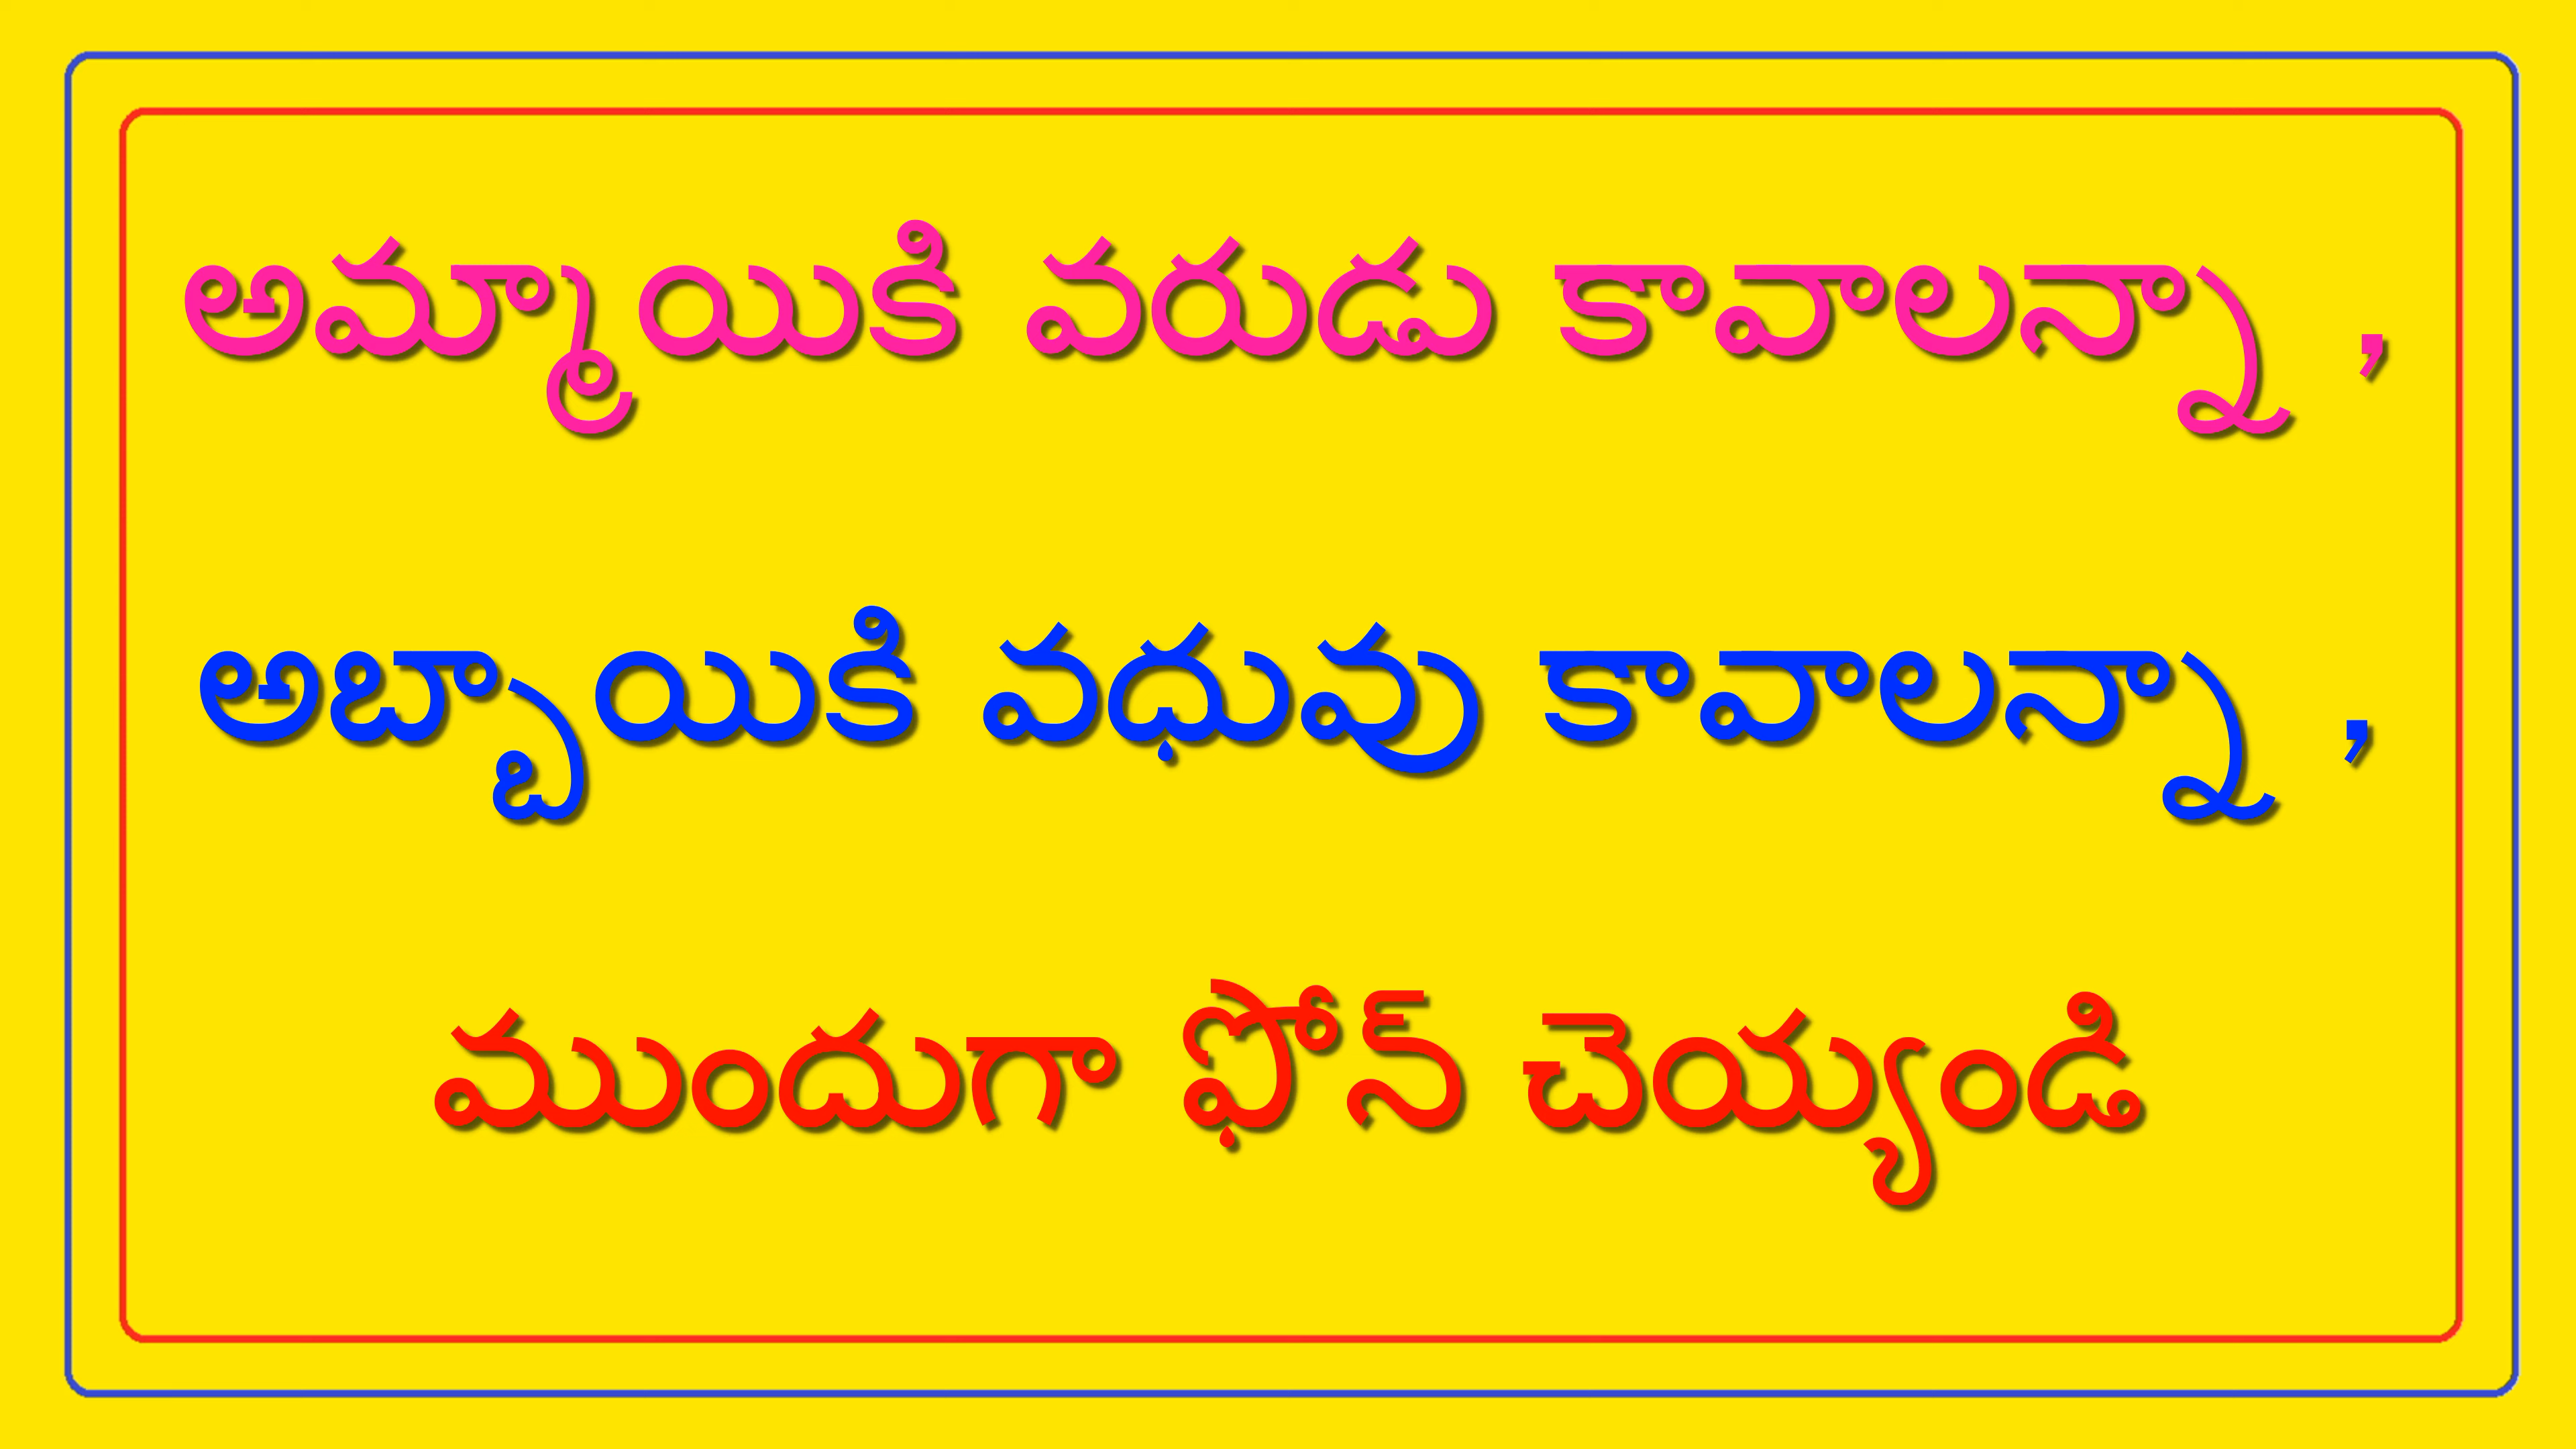 అమ్మాయికి వరుడు కావాలన్నా ,
అబ్బాయికి వధువు కావాలన్నా ,
ముందుగా ఫోన్ చెయ్యండి